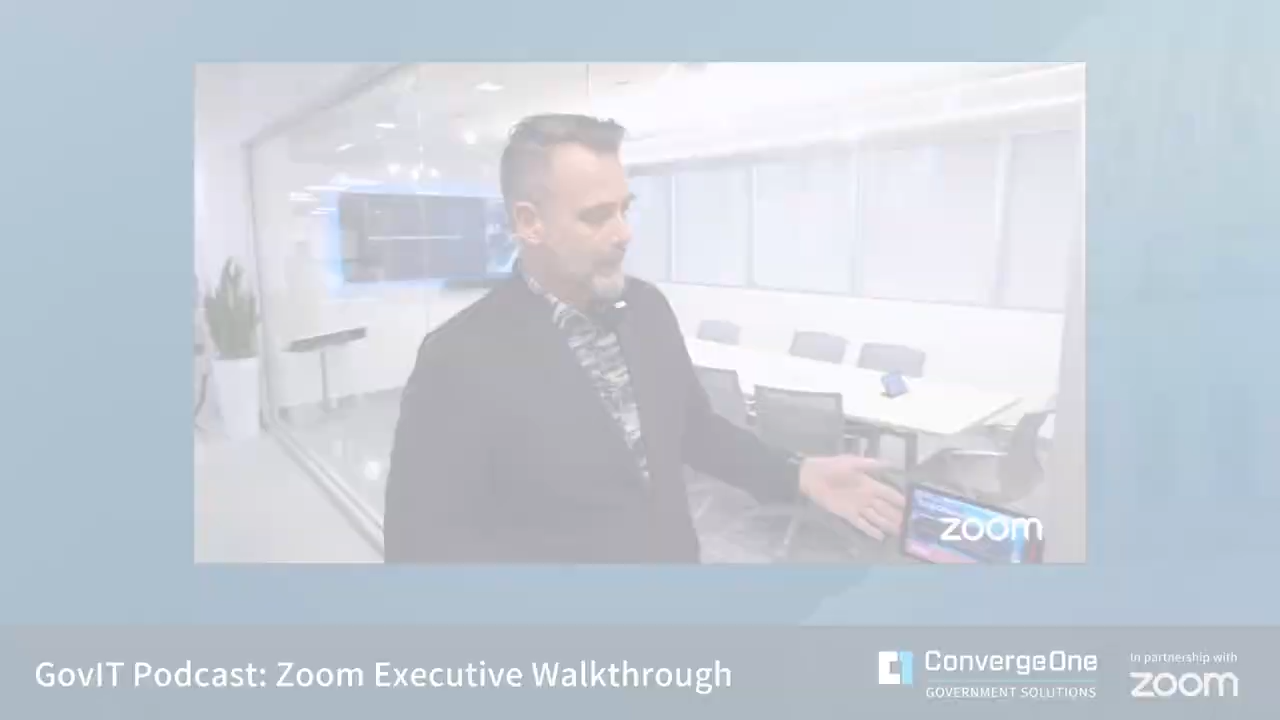 zoom
GovIT Podcast: Zoom Executive Walkthrough
ConvergeOne
GOVERNMENT SOLUTIONS
In partnership with
zoom